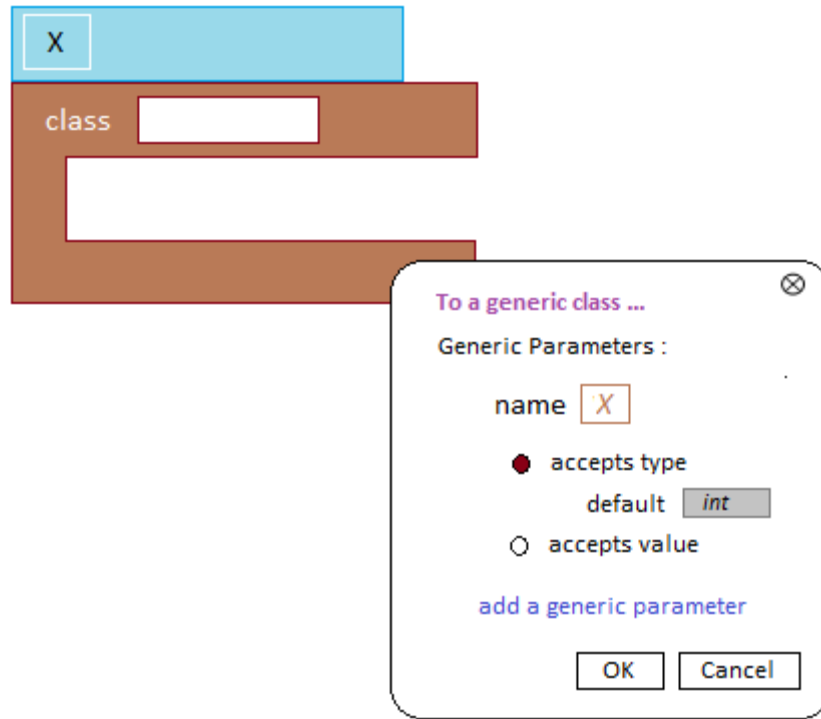 X
class
To a generic class ...
Generic Parameters :
name X
accepts type
default int
accepts value
add a generic parameter
OK Cancel